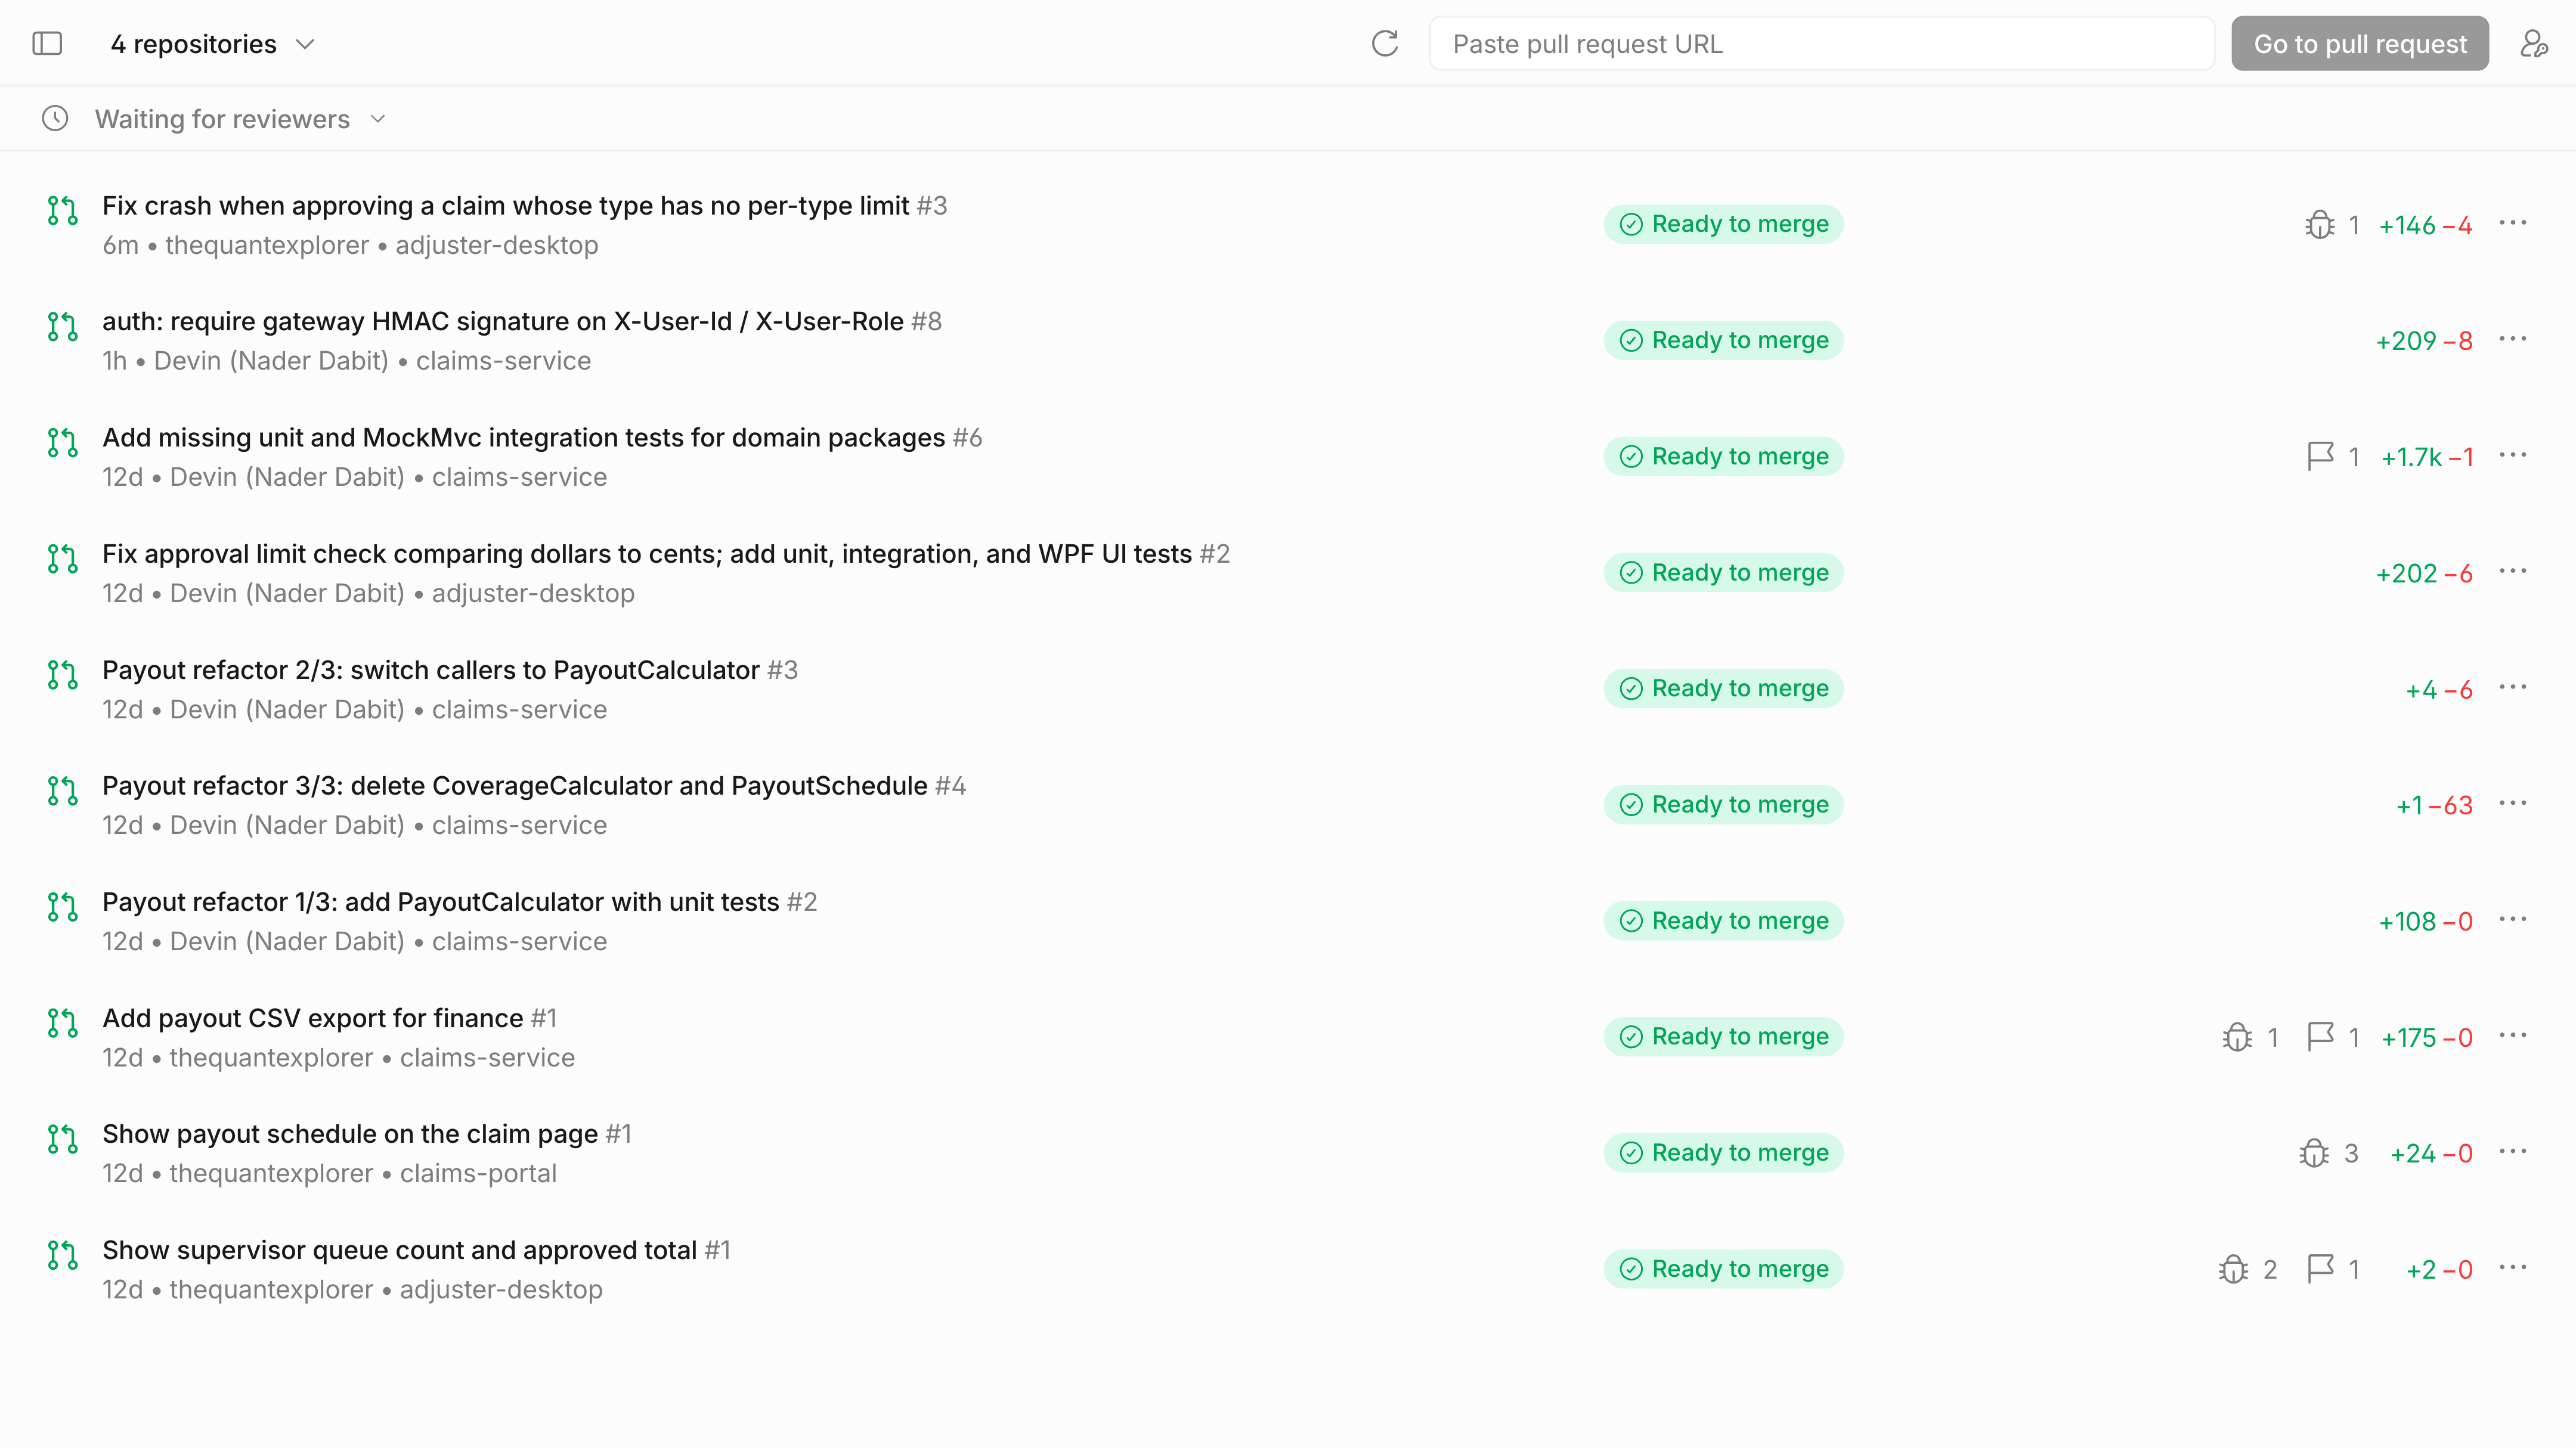 4 repositories
Paste pull request URL
Go to pull request
Waiting for reviewers
Fix crash when approving a claim whose type has no per-type limit #3
6m • thequantexplorer • adjuster-desktop
Ready to merge
1 +146 −4
auth: require gateway HMAC signature on X-User-Id / X-User-Role #8
1h • Devin (Nader Dabit) • claims-service
Ready to merge
+209 −8
Add missing unit and MockMvc integration tests for domain packages #6
12d • Devin (Nader Dabit) • claims-service
Ready to merge
1 +1.7k −1
Fix approval limit check comparing dollars to cents; add unit, integration, and WPF UI tests #2
12d • Devin (Nader Dabit) • adjuster-desktop
Ready to merge
+202 −6
Payout refactor 2/3: switch callers to PayoutCalculator #3
12d • Devin (Nader Dabit) • claims-service
Ready to merge
+4 −6
Payout refactor 3/3: delete CoverageCalculator and PayoutSchedule #4
12d • Devin (Nader Dabit) • claims-service
Ready to merge
+1 −63
Payout refactor 1/3: add PayoutCalculator with unit tests #2
12d • Devin (Nader Dabit) • claims-service
Ready to merge
+108 −0
Add payout CSV export for finance #1
12d • thequantexplorer • claims-service
Ready to merge
1 1 +175 −0
Show payout schedule on the claim page #1
12d • thequantexplorer • claims-portal
Ready to merge
3 +24 −0
Show supervisor queue count and approved total #1
12d • thequantexplorer • adjuster-desktop
Ready to merge
2 1 +2 −0